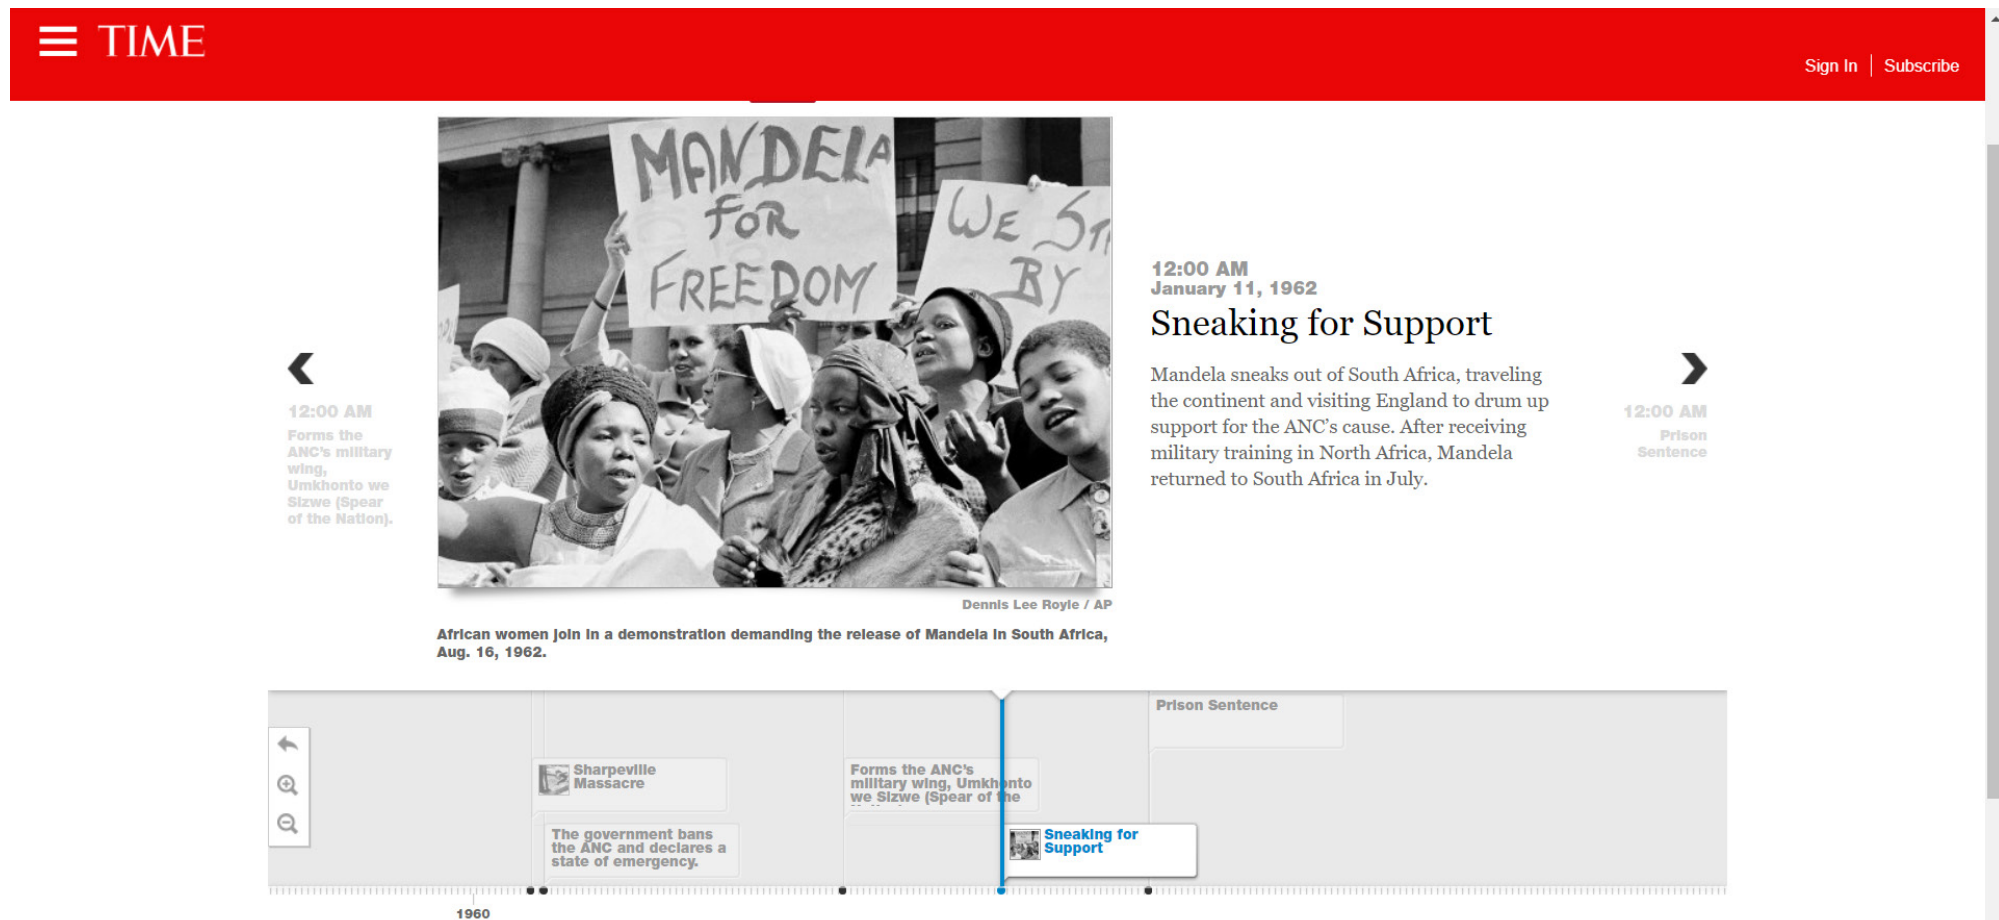 TIME
Sign In
Subscribe
MANDELA
FOR
FREEDOM
WE ST
BY
12:00 AM
January 11, 1962
Sneaking for Support
Mandela sneaks out of South Africa, traveling
the continent and visiting England to drum up
support for the ANC's cause. After receiving
military training in North Africa, Mandela
returned to South Africa in July.
12:00 AM
Forms the
ANC's military
wing,
Umkhonto we
Sizwe (Spear
of the Nation).
12:00 AM
Prison
Sentence
Dennis Lee Royle / AP
African women join in a demonstration demanding the release of Mandela in South Africa,
Aug. 16, 1962.
Prison Sentence
Sharpeville
Massacre
Forms the ANC's
military wing, Umkhonto
we Sizwe (Spear of the
The government bans
the ANC and declares a
state of emergency.
Sneaking for
Support
1960